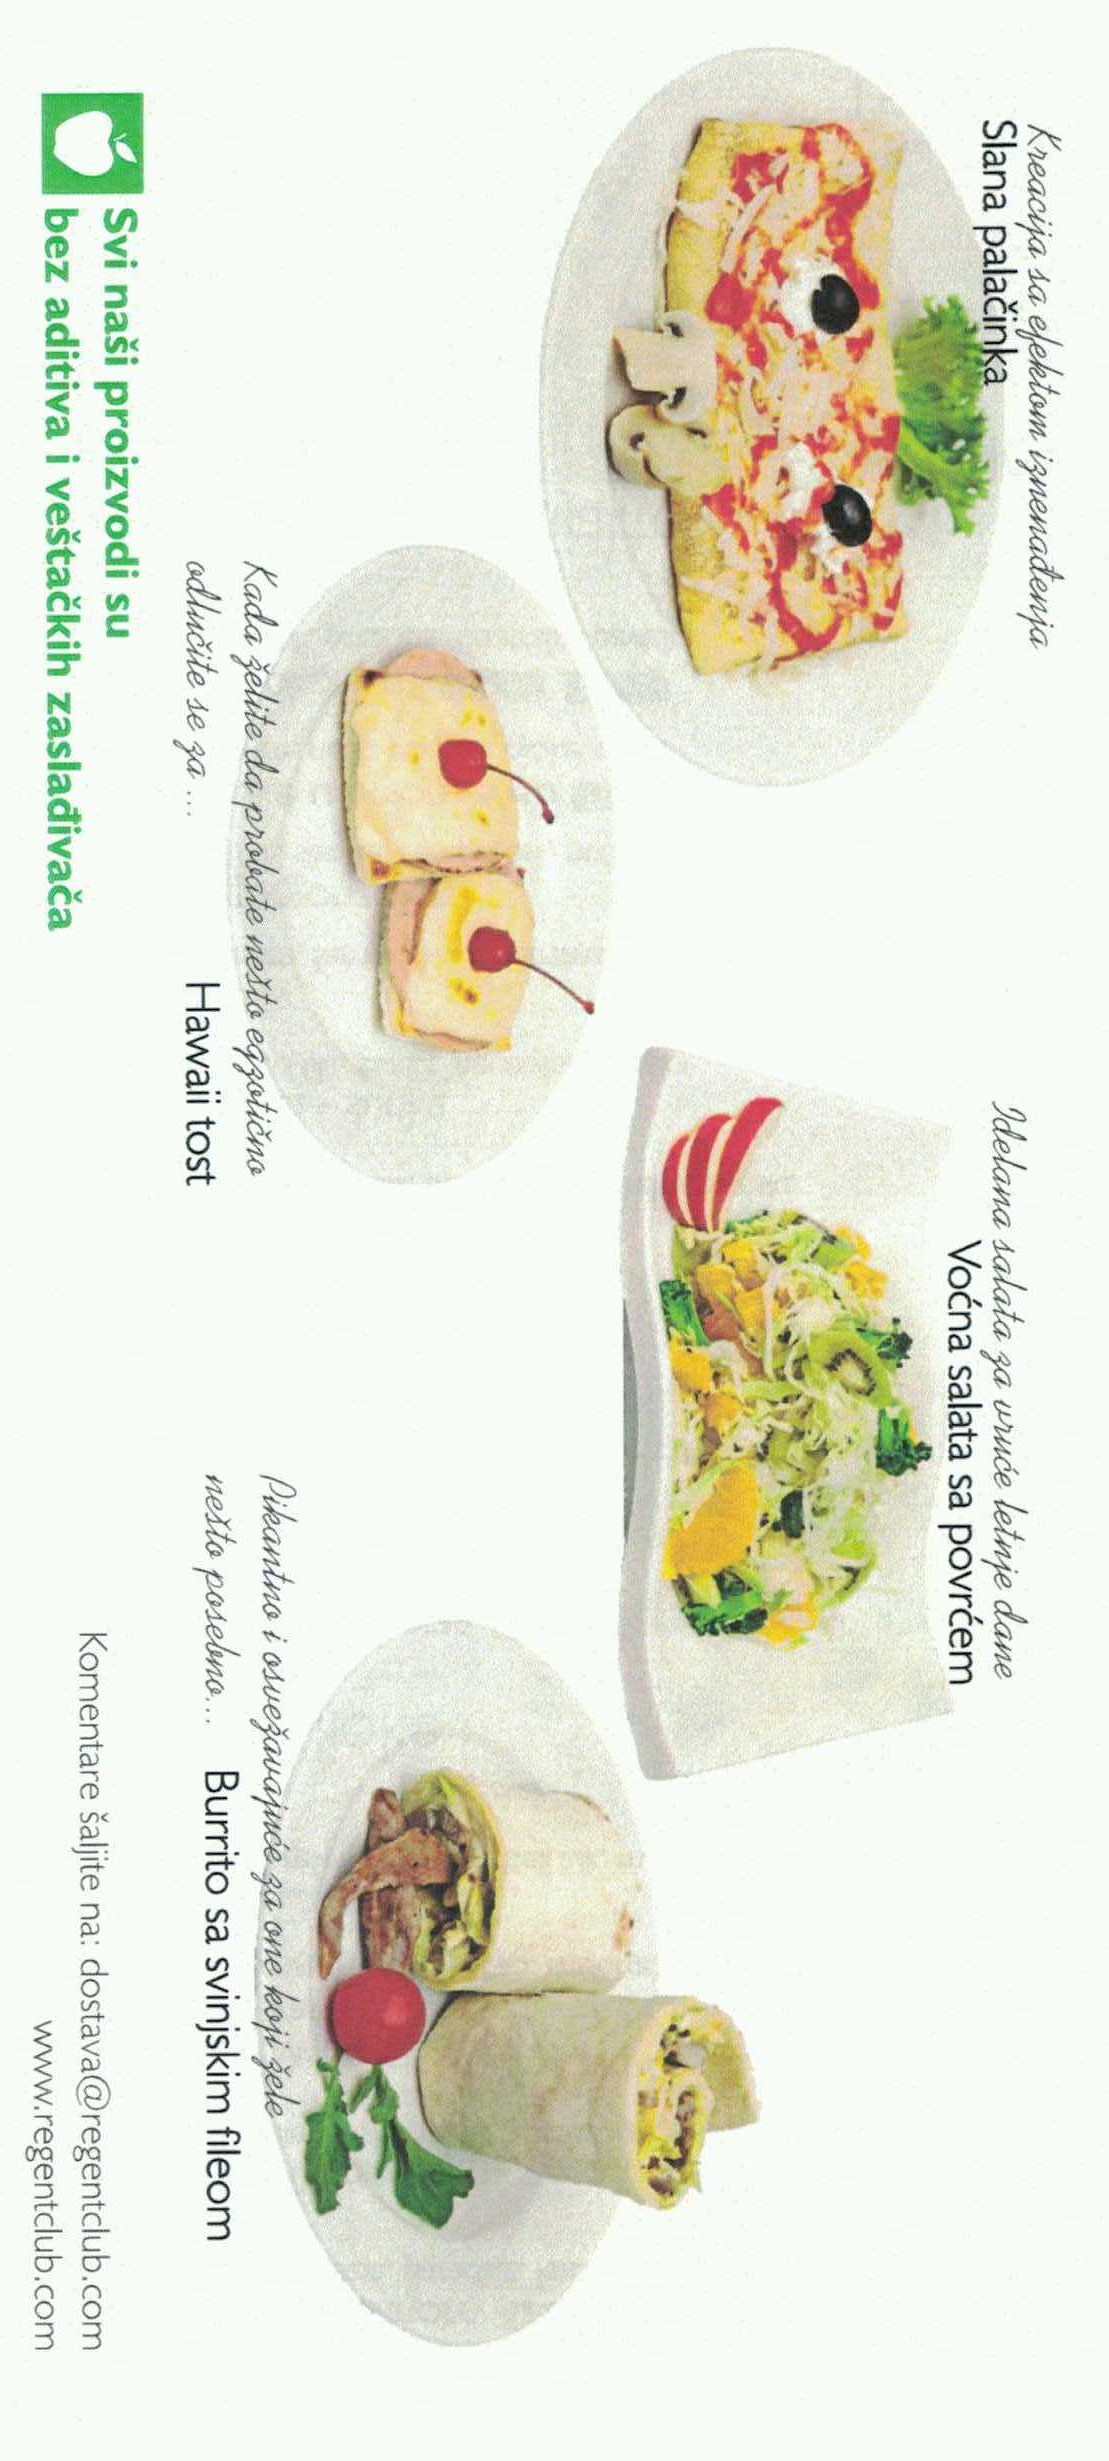 Kreacija sa efektom iznenađenja
Slana palačinka
Idelana salata za vruće letnje dane
Voćna salata sa povrćem
Kada želite da probate nešto egzotično
odlučite se za ...
Hawaii tost
Pikantno i osvežavajuće za one koji žele
nešto posebno...
Burrito sa svinjskim fileom
Svi naši proizvodi su
bez aditiva i veštačkih zaslađivača
Komentare šaljite na: dostava@regentclub.com
www.regentclub.com